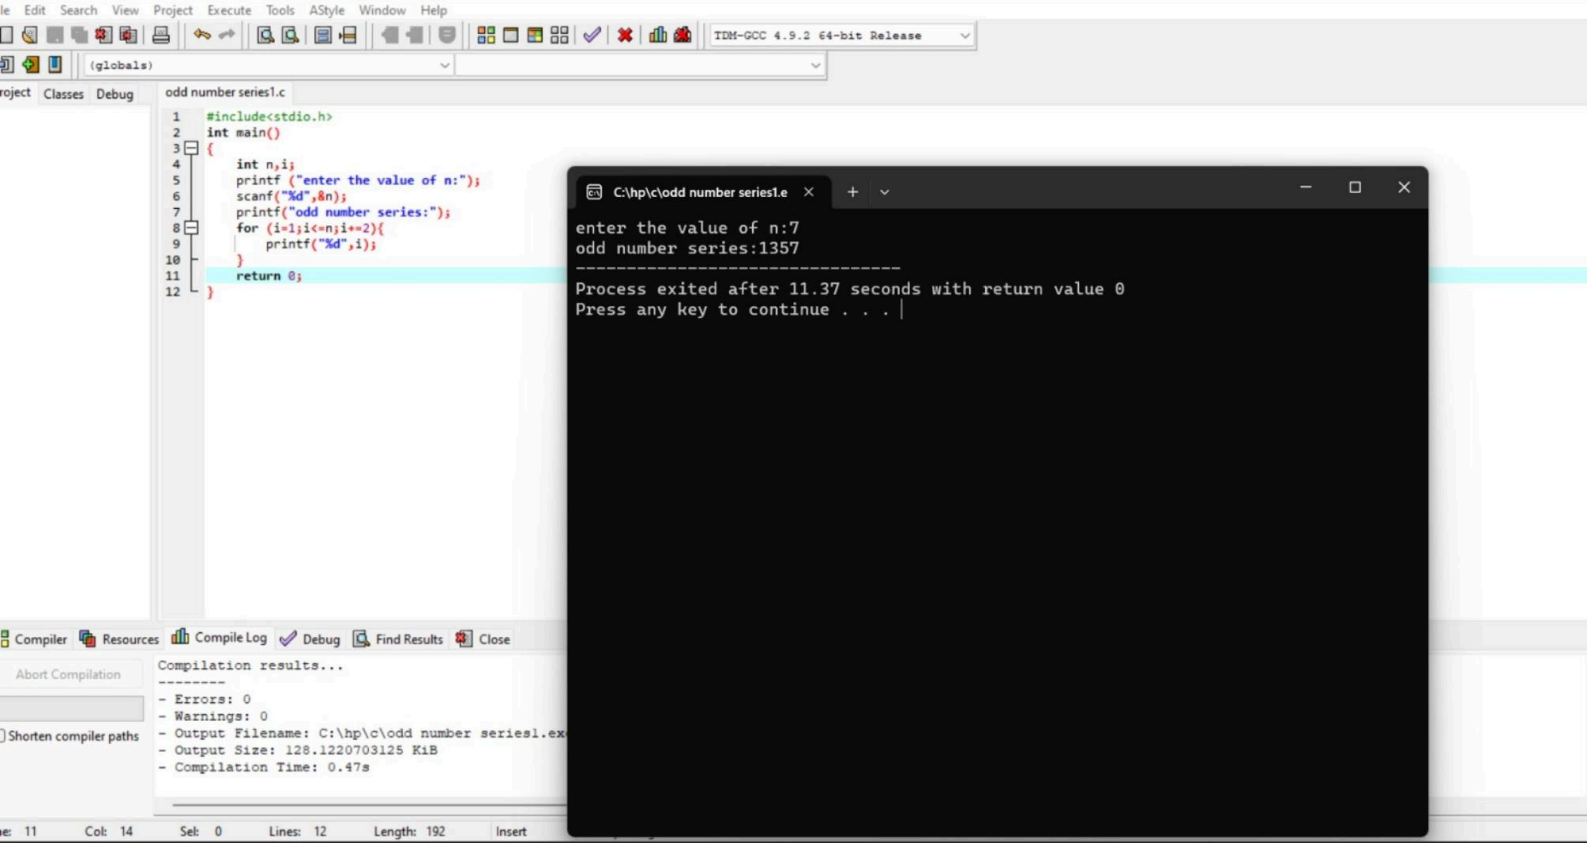 le Edit Search View Project Execute Tools AStyle Window Help
TDM-GCC 4.9.2 64-bit Release
(globals)
roject Classes Debug
odd number series1.c
1 #include<stdio.h>
2 int main()
3 {
4 int n,i;
5 printf ("enter the value of n:");
6 scanf("%d",&n);
7 printf("odd number series:");
8 for (i=1;i<=n;i+=2){
9 printf("%d",i);
10 }
11 return 0;
12 }
C:\hp\c\odd number series1.e
enter the value of n:7
odd number series:1357
--------------------------------
Process exited after 11.37 seconds with return value 0
Press any key to continue . . .
Compiler Resources Compile Log Debug Find Results Close
Abort Compilation
Shorten compiler paths
Compilation results...
--------
- Errors: 0
- Warnings: 0
- Output Filename: C:\hp\c\odd number series1.ex
- Output Size: 128.1220703125 KiB
- Compilation Time: 0.47s
ne: 11 Col: 14 Sel: 0 Lines: 12 Length: 192 Insert